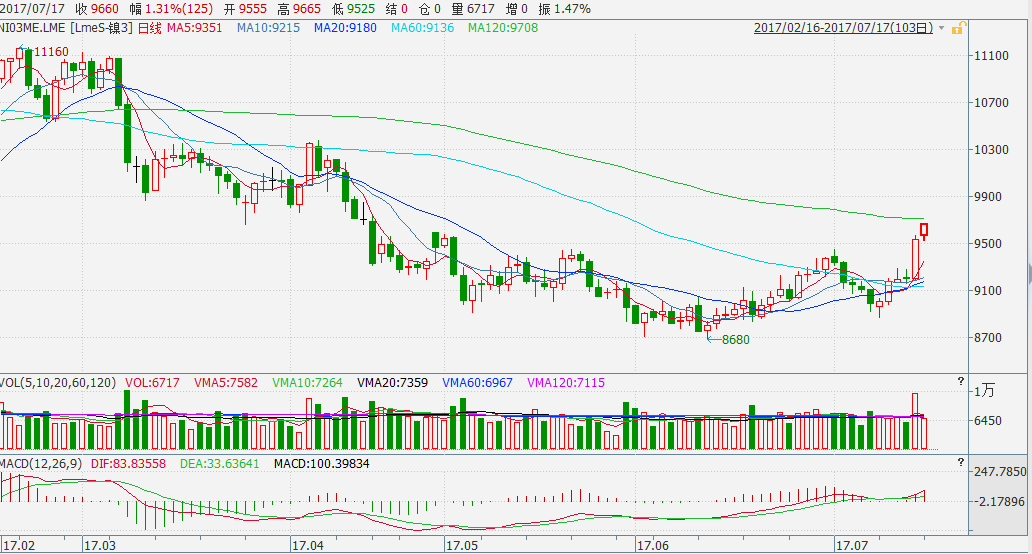 2017/07/17 收 9660 幅 1.31%(125) 开 9555 高 9665 低 9525 结 0 仓 0 量 6717 增 0 振 1.47%
NI03ME.LME [LmeS-镍3] 日线 MA5:9351 MA10:9215 MA20:9180 MA60:9136 MA120:9708 2017/02/16-2017/07/17(103日)
11160
11100
10700
10300
9900
9500
9100
8700
8680
VOL(5,10,20,60,120) VOL:6717 VMA5:7582 VMA10:7264 VMA20:7359 VMA60:6967 VMA120:7115 ?
1万
6450
MACD(12,26,9) DIF:83.83558 DEA:33.63641 MACD:100.39834 ?
247.7850
-2.17896
17.02 17.03 17.04 17.05 17.06 17.07